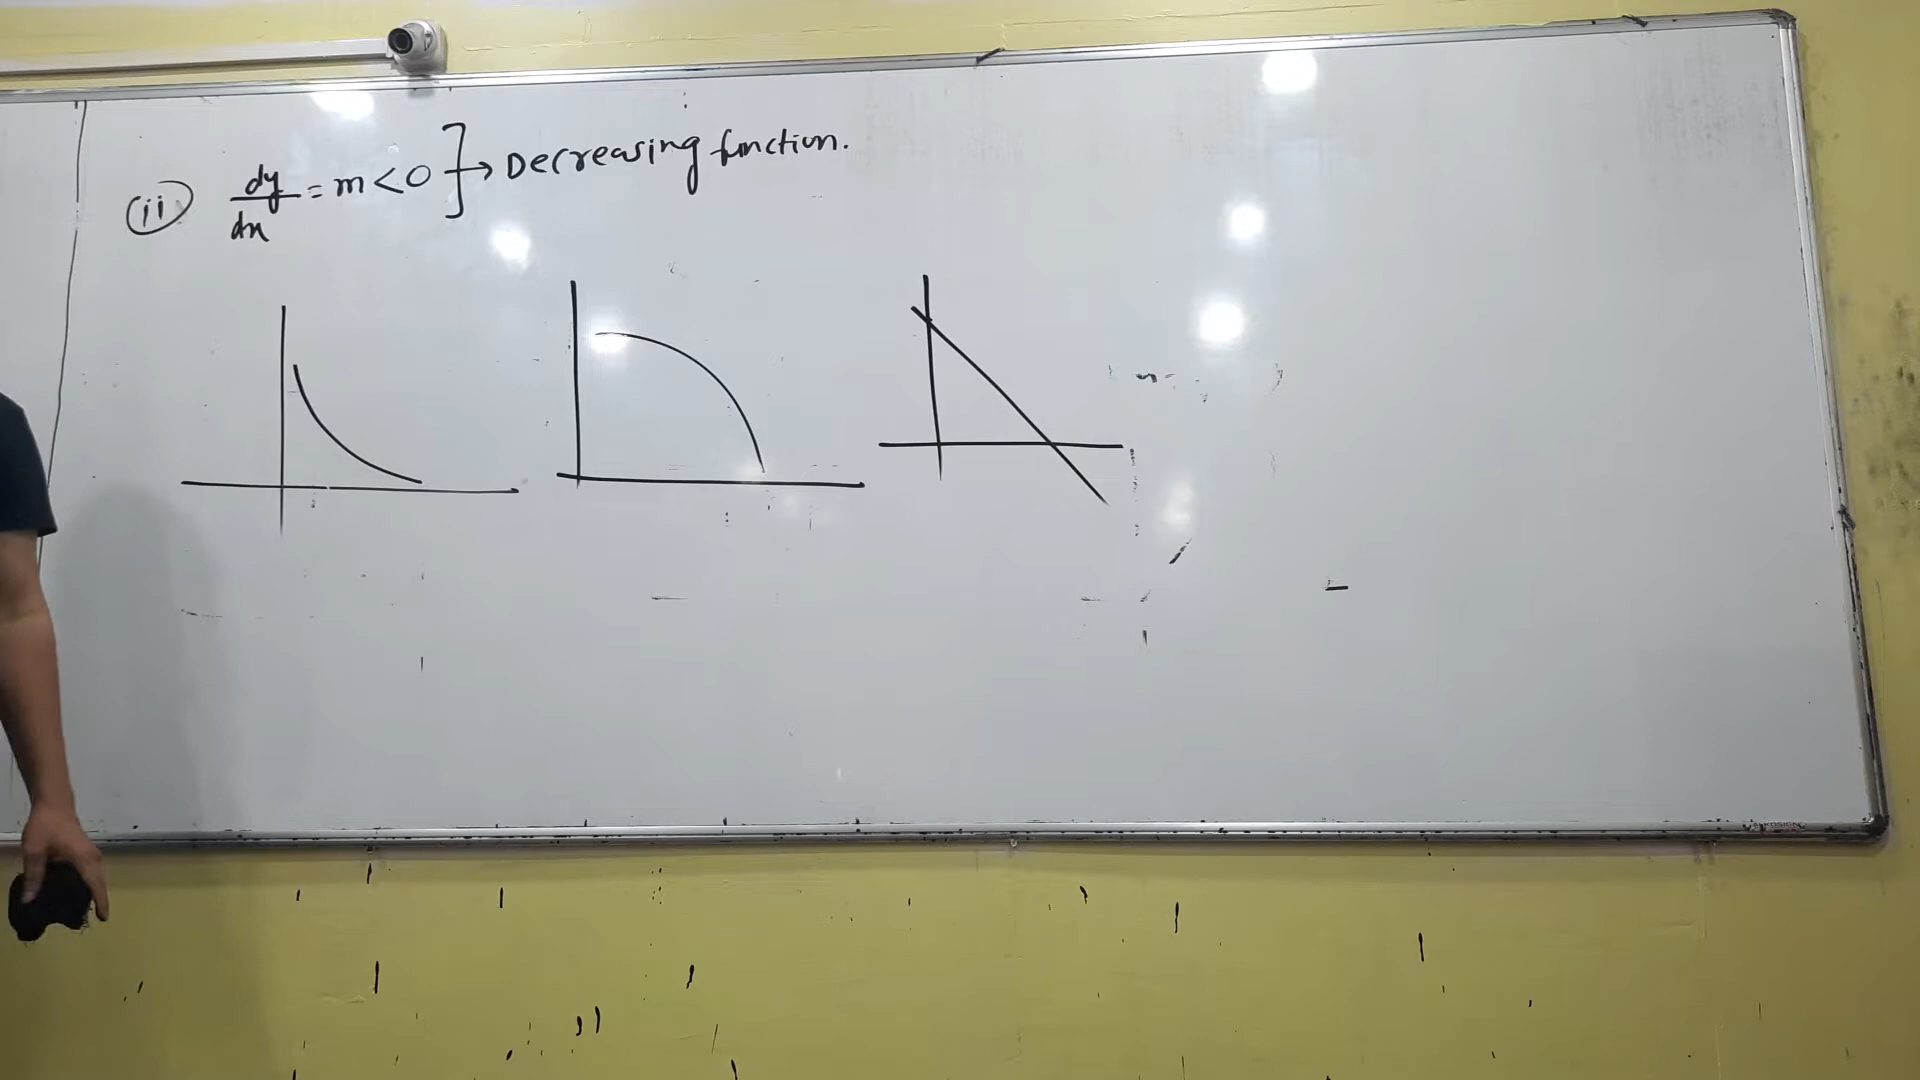 (ii) dy/dx = m < 0 ] → Decreasing function.